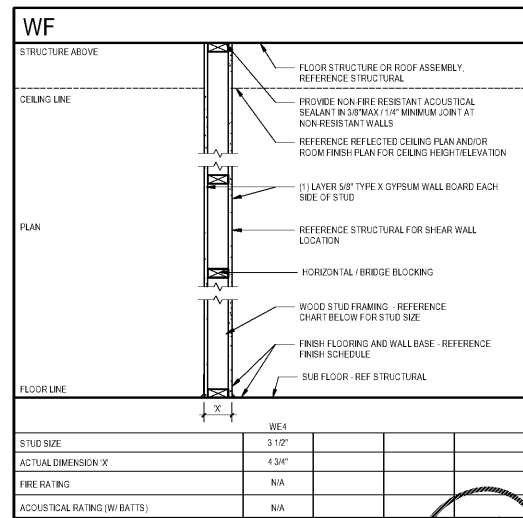 WF
STRUCTURE ABOVE
FLOOR STRUCTURE OR ROOF ASSEMBLY,
REFERENCE STRUCTURAL
CEILING LINE
PROVIDE NON-FIRE RESISTANT ACOUSTICAL
SEALANT IN 3/8"MAX / 1/4" MINIMUM JOINT AT
NON-RESISTANT WALLS
REFERENCE REFLECTED CEILING PLAN AND/OR
ROOM FINISH PLAN FOR CEILING HEIGHT/ELEVATION
(1) LAYER 5/8" TYPE X GYPSUM WALL BOARD EACH
SIDE OF STUD
PLAN
REFERENCE STRUCTURAL FOR SHEAR WALL
LOCATION
HORIZONTAL / BRIDGE BLOCKING
WOOD STUD FRAMING - REFERENCE
CHART BELOW FOR STUD SIZE
FINISH FLOORING AND WALL BASE - REFERENCE
FINISH SCHEDULE
SUB FLOOR - REF STRUCTURAL
FLOOR LINE
'X'
WE4
STUD SIZE 3 1/2"
ACTUAL DIMENSION 'X' 4 3/4"
FIRE RATING N/A
ACOUSTICAL RATING (W/ BATTS) N/A